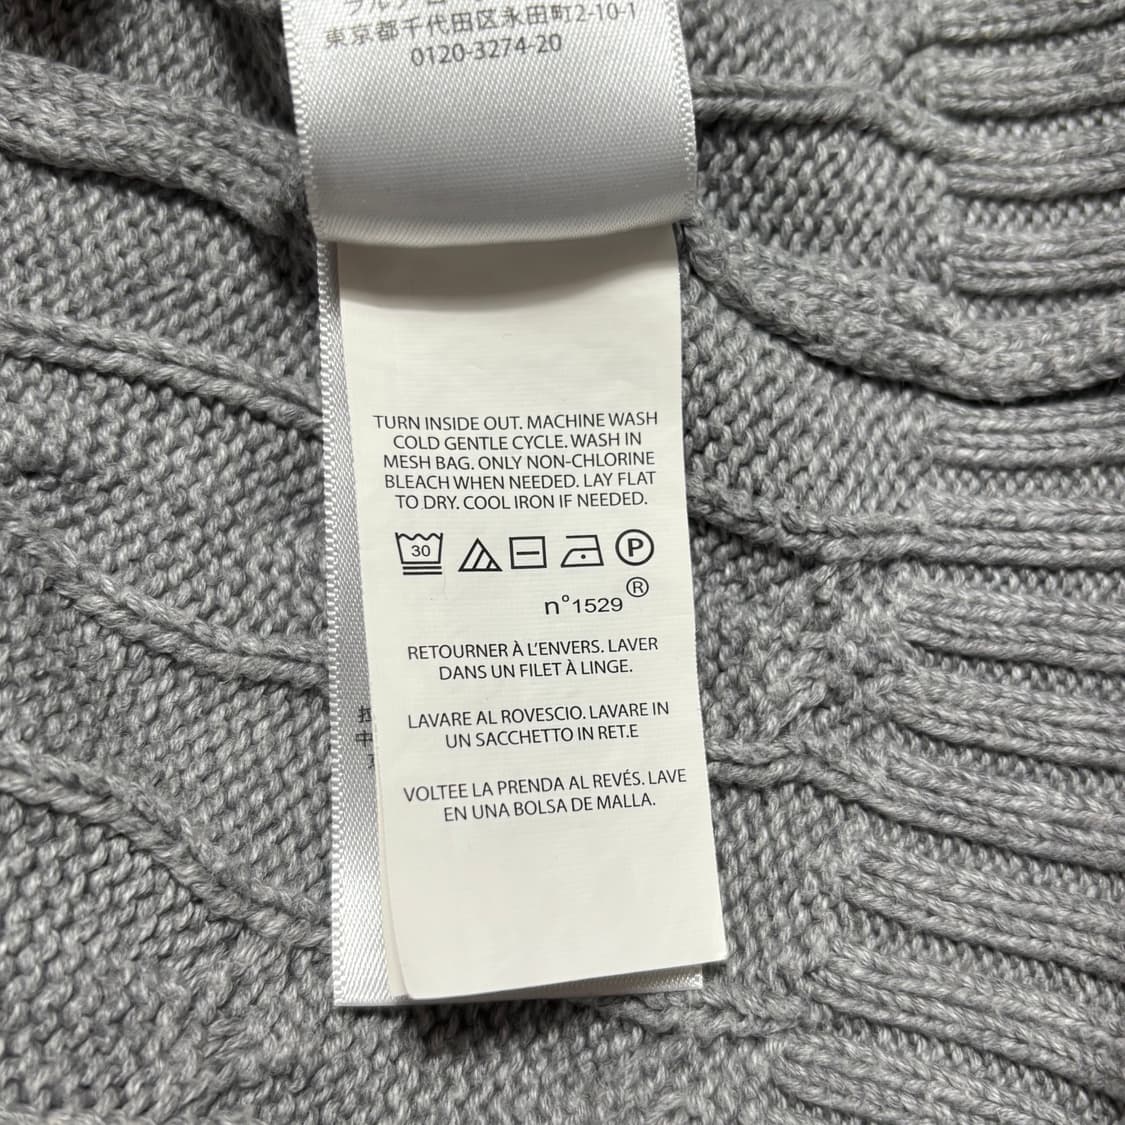 東京都千代田区永田町2-10-1
0120-3274-20
TURN INSIDE OUT. MACHINE WASH
COLD GENTLE CYCLE. WASH IN
MESH BAG. ONLY NON-CHLORINE
BLEACH WHEN NEEDED. LAY FLAT
TO DRY. COOL IRON IF NEEDED.
30 P
n°1529®
RETOURNER À L'ENVERS. LAVER
DANS UN FILET À LINGE.
LAVARE AL ROVESCIO. LAVARE IN
UN SACCHETTO IN RET.E
VOLTEE LA PRENDA AL REVÉS. LAVE
EN UNA BOLSA DE MALLA.